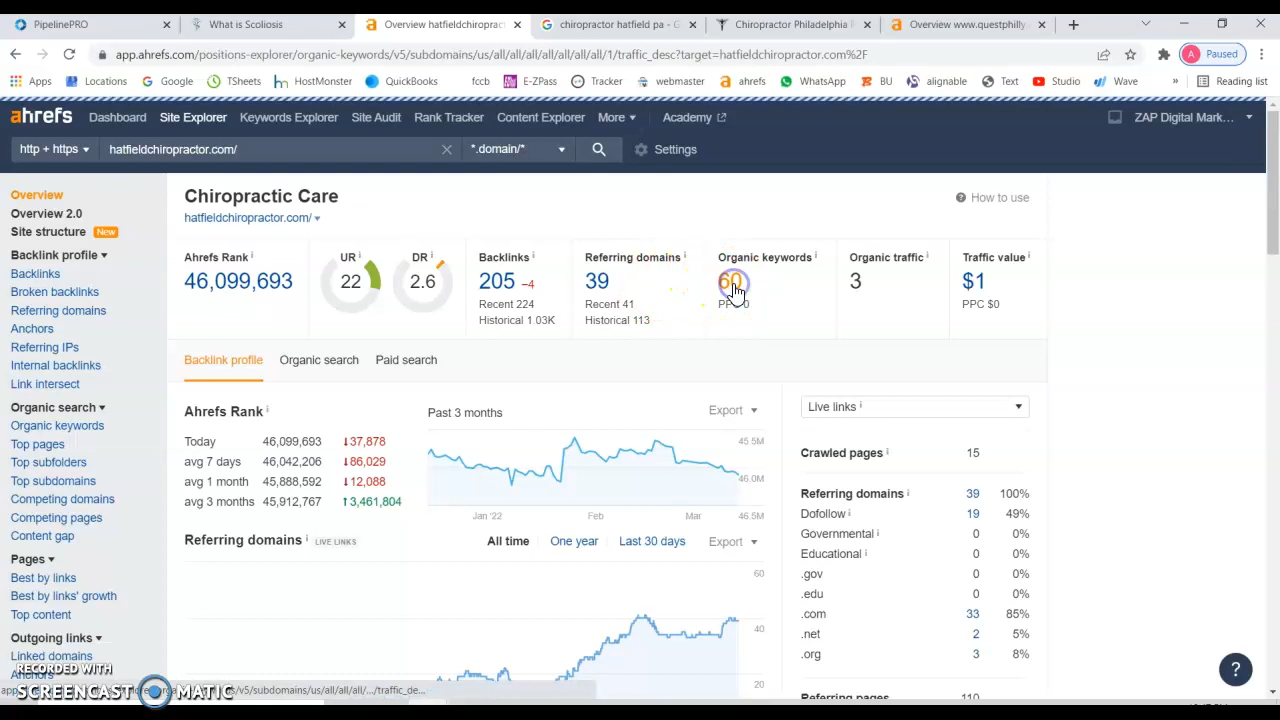 PipelinePRO
What is Scoliosis
Overview hatfieldchiroprac
chiropractor hatfield pa - G
Chiropractor Philadelphia
Overview www.questphilly
app.ahrefs.com/positions-explorer/organic-keywords/v5/subdomains/us/all/all/all/all/all/all/1/traffic_desc?target=hatfieldchiropractor.com%2F
A Paused
Apps Locations Google TSheets HostMonster QuickBooks fccb E-ZPass Tracker webmaster ahrefs WhatsApp BU alignable Text Studio Wave » Reading list
ahrefs Dashboard Site Explorer Keywords Explorer Site Audit Rank Tracker Content Explorer More Academy ZAP Digital Mark...
http + https hatfieldchiropractor.com/ *.domain/* Settings
Overview
Overview 2.0
Site structure New
Backlink profile
Backlinks
Broken backlinks
Referring domains
Anchors
Referring IPs
Internal backlinks
Link intersect
Organic search
Organic keywords
Top pages
Top subfolders
Top subdomains
Competing domains
Competing pages
Content gap
Pages
Best by links
Best by links' growth
Top content
Outgoing links
Linked domains
Anchors
Chiropractic Care
How to use
hatfieldchiropractor.com/
Ahrefs Rank
46,099,693
UR
22
DR
2.6
Backlinks
205 –4
Recent 224
Historical 1.03K
Referring domains
39
Recent 41
Historical 113
Organic keywords
60
Organic traffic
3
Traffic value
$1
PPC $0
Backlink profile Organic search Paid search
Ahrefs Rank
Past 3 months
Export
Today 46,099,693 ↓37,878
avg 7 days 46,042,206 ↓86,029
avg 1 month 45,888,592 ↓12,088
avg 3 months 45,912,767 ↑3,461,804
45.5M
46.0M
46.5M
Jan '22 Feb Mar
Referring domains LIVE LINKS
All time One year Last 30 days Export
60
40
20
Live links
Crawled pages 15
Referring domains 39 100%
Dofollow 19 49%
Governmental 0 0%
Educational 0 0%
.gov 0 0%
.edu 0 0%
.com 33 85%
.net 2 5%
.org 3 8%
Referring pages 110
?
RECORDED WITH
SCREENCAST MATIC